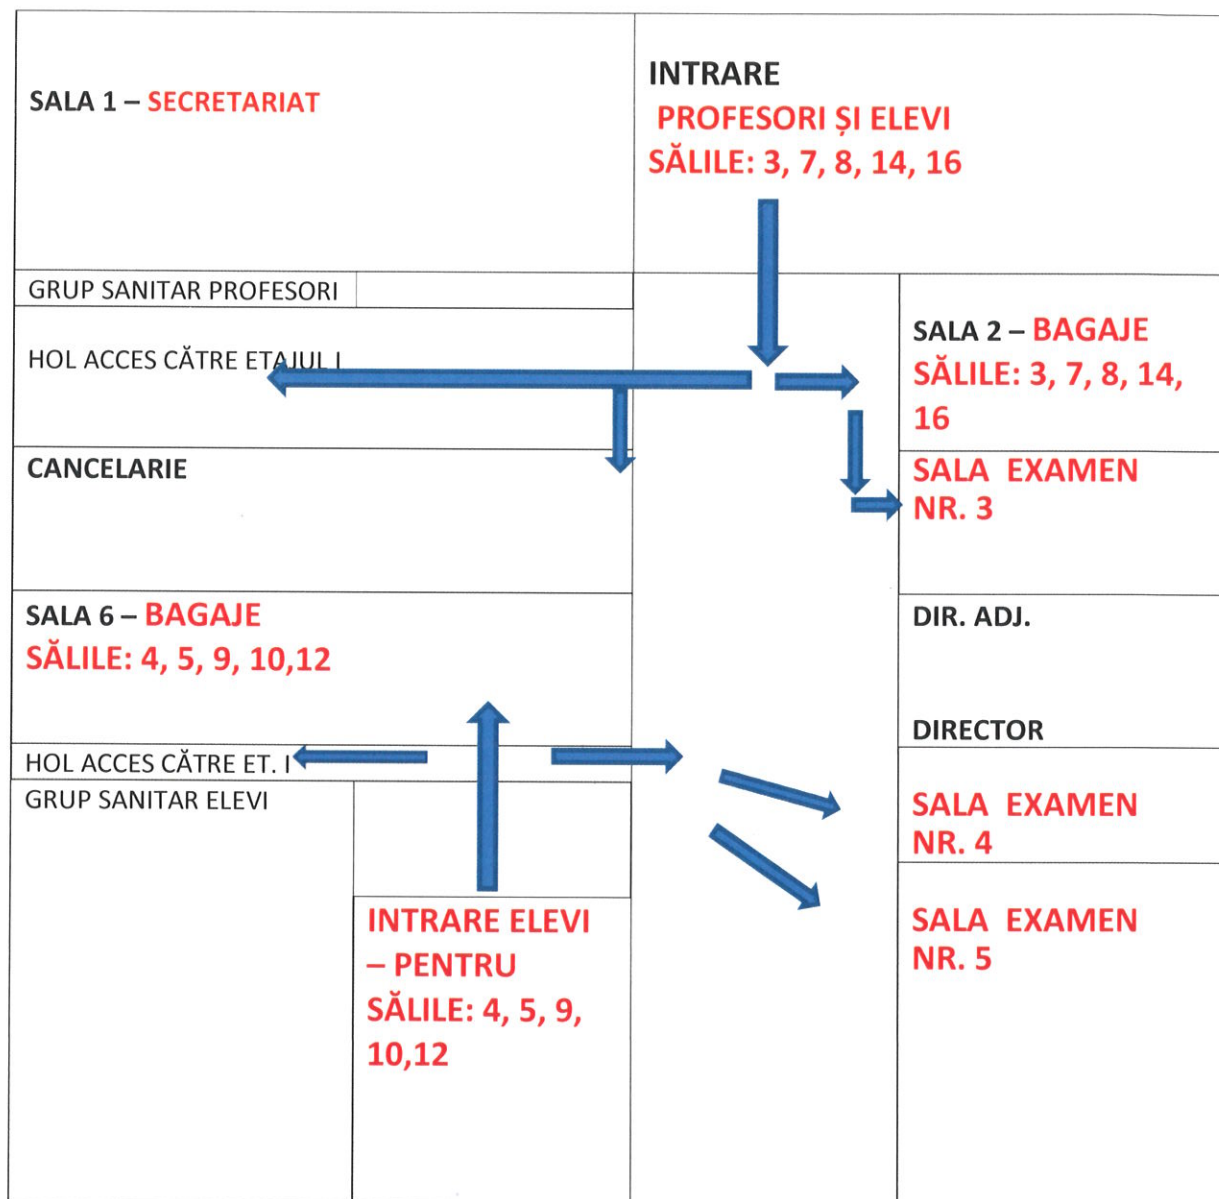 SALA 1 – SECRETARIAT
INTRARE
PROFESORI ȘI ELEVI
SĂLILE: 3, 7, 8, 14, 16
GRUP SANITAR PROFESORI
HOL ACCES CĂTRE ETAJUL I
SALA 2 – BAGAJE
SĂLILE: 3, 7, 8, 14,
16
CANCELARIE
SALA EXAMEN
NR. 3
SALA 6 – BAGAJE
SĂLILE: 4, 5, 9, 10,12
DIR. ADJ.
DIRECTOR
HOL ACCES CĂTRE ET. I
GRUP SANITAR ELEVI
SALA EXAMEN
NR. 4
INTRARE ELEVI
– PENTRU
SĂLILE: 4, 5, 9,
10,12
SALA EXAMEN
NR. 5